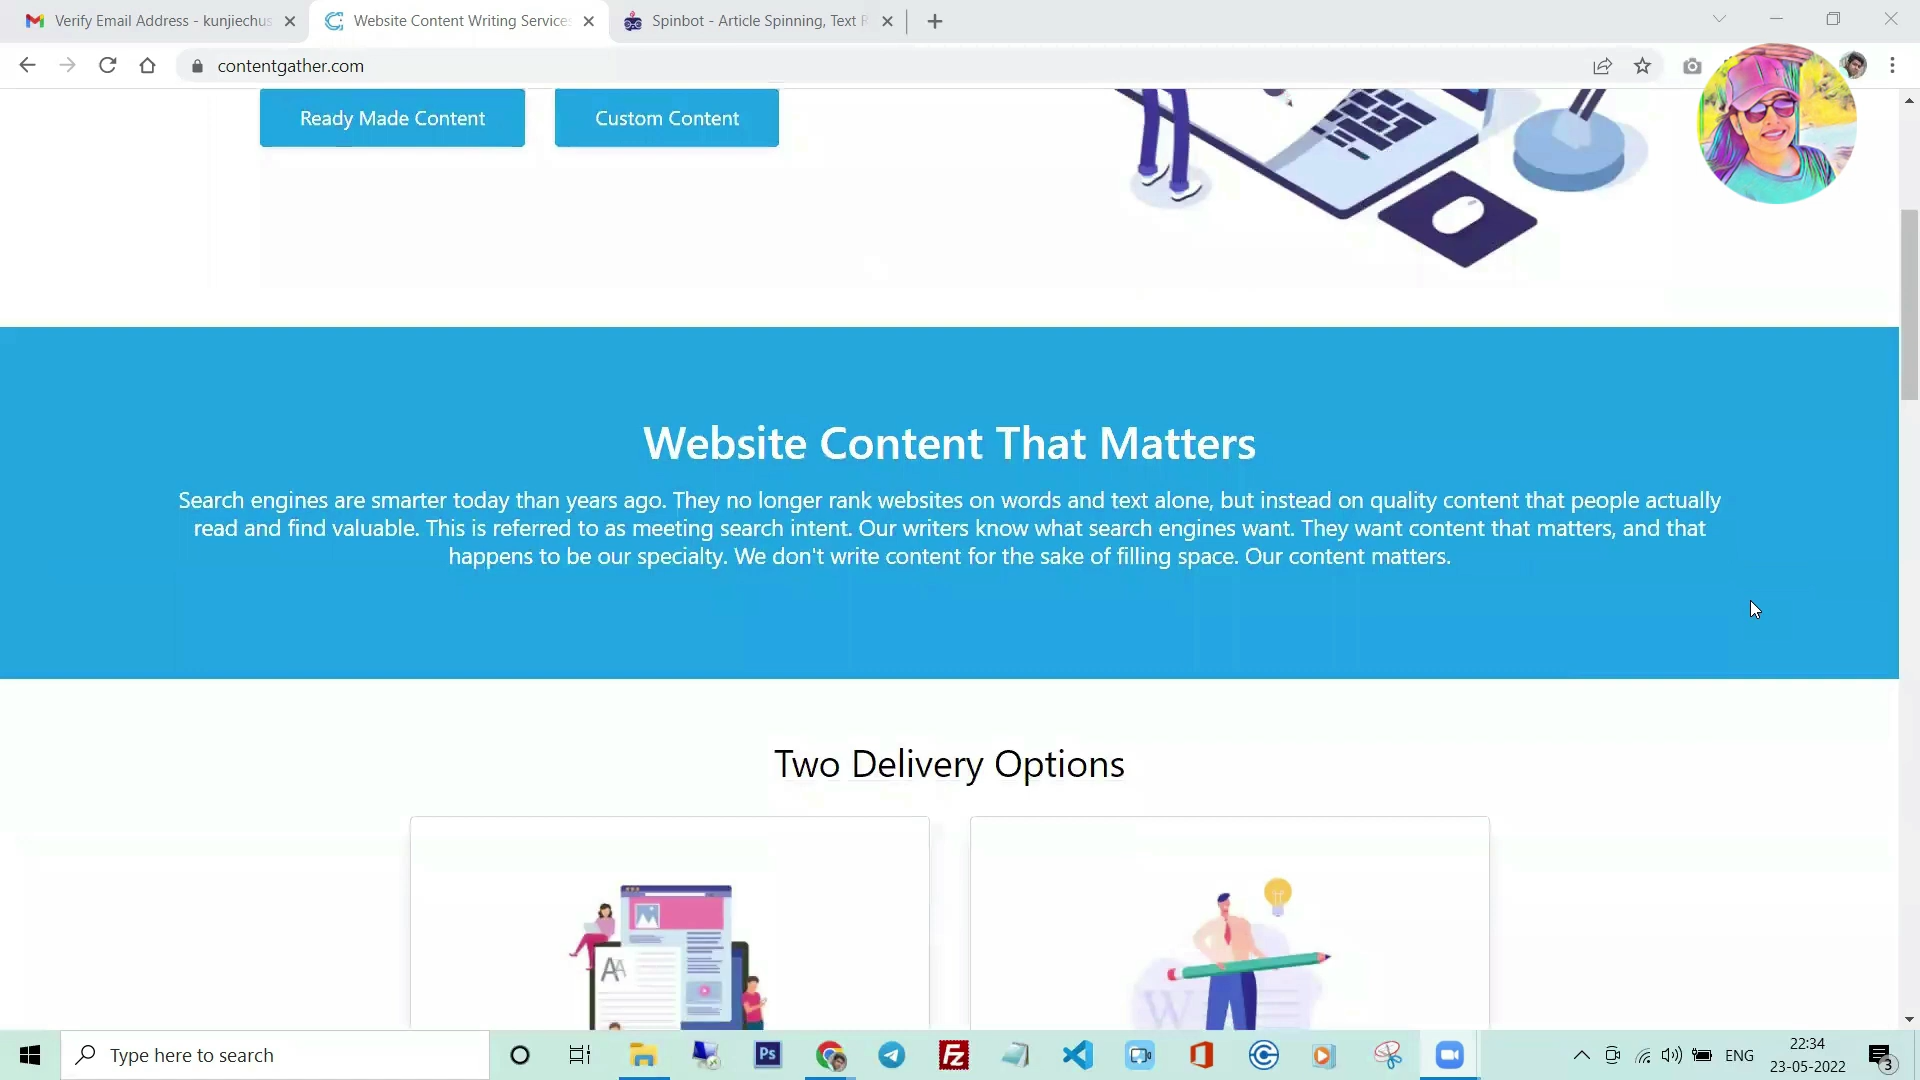 Verify Email Address - kunjiechus
Website Content Writing Service
Spinbot - Article Spinning, Text R
contentgather.com
Ready Made Content
Custom Content
Website Content That Matters
Search engines are smarter today than years ago. They no longer rank websites on words and text alone, but instead on quality content that people actually
read and find valuable. This is referred to as meeting search intent. Our writers know what search engines want. They want content that matters, and that
happens to be our specialty. We don't write content for the sake of filling space. Our content matters.
Two Delivery Options
AA
W
Type here to search
Ps
Fz
ENG
22:34
23-05-2022
3